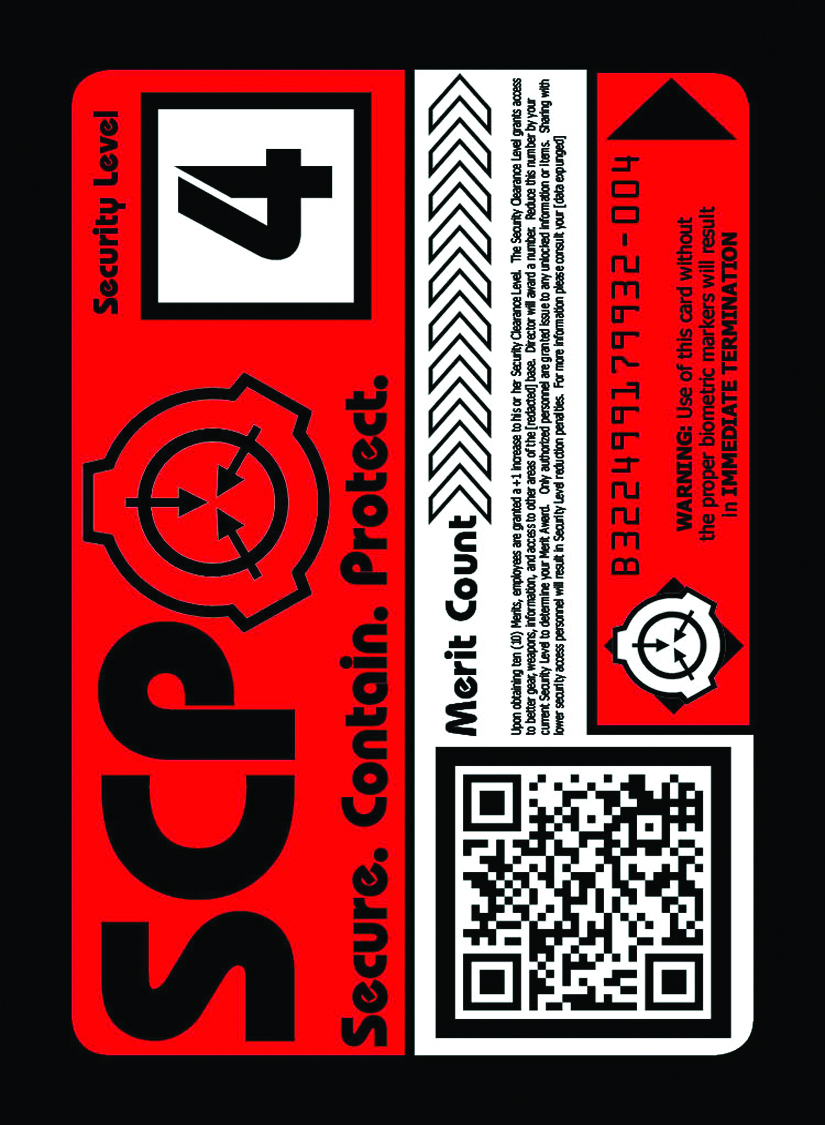 SCP
Security Level
4
Secure. Contain. Protect.
Merit Count
Upon obtaining ten (10) Merits, employees are granted a +1 increase to his or her Security Clearance Level. The Security Clearance Level grants access
to better gear, weapons, information, and access to other areas of the [redacted] base. Director will award a number. Reduce this number by your
current Security Level to determine your Merit Award. Only authorized personnel are granted issue to any unlocked information or items. Sharing with
lower security access personnel will result in Security Level reduction penalties. For more information please consult your [data expunged]
B322499179932-004
WARNING: Use of this card without
the proper biometric markers will result
in IMMEDIATE TERMINATION